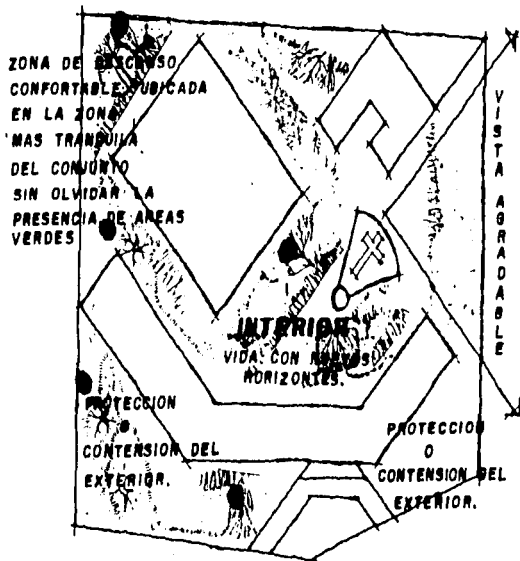 ZONA DE DESCANSO
CONFORTABLE UBICADA
EN LA ZONA
MAS TRANQUILA
DEL CONJUNTO
SIN OLVIDAR LA
PRESENCIA DE AREAS
VERDES
VISTA AGRADABLE
INTERIOR
VIDA CON NUEVOS
HORIZONTES.
PROTECCION
O
CONTENSION DEL
EXTERIOR.
PROTECCION
O
CONTENSION DEL
EXTERIOR.